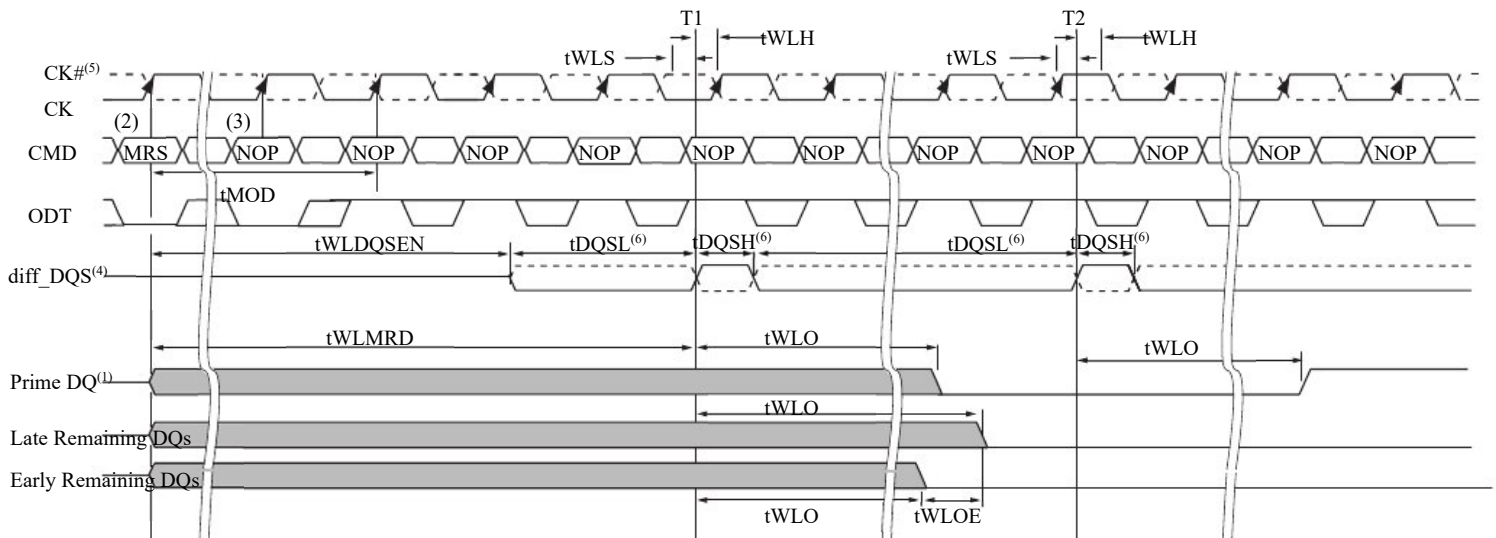 T1 T2
tWLH tWLH
tWLS tWLS
CK#(5)
CK
(2) (3)
CMD MRS NOP NOP NOP NOP NOP NOP NOP NOP NOP NOP NOP
tMOD
ODT
tWLDQSEN tDQSL(6) tDQSH(6) tDQSL(6) tDQSH(6)
diff_DQS(4)
tWLMRD tWLO tWLO
Prime DQ(1)
tWLO
Late Remaining DQs
Early Remaining DQs
tWLO tWLOE